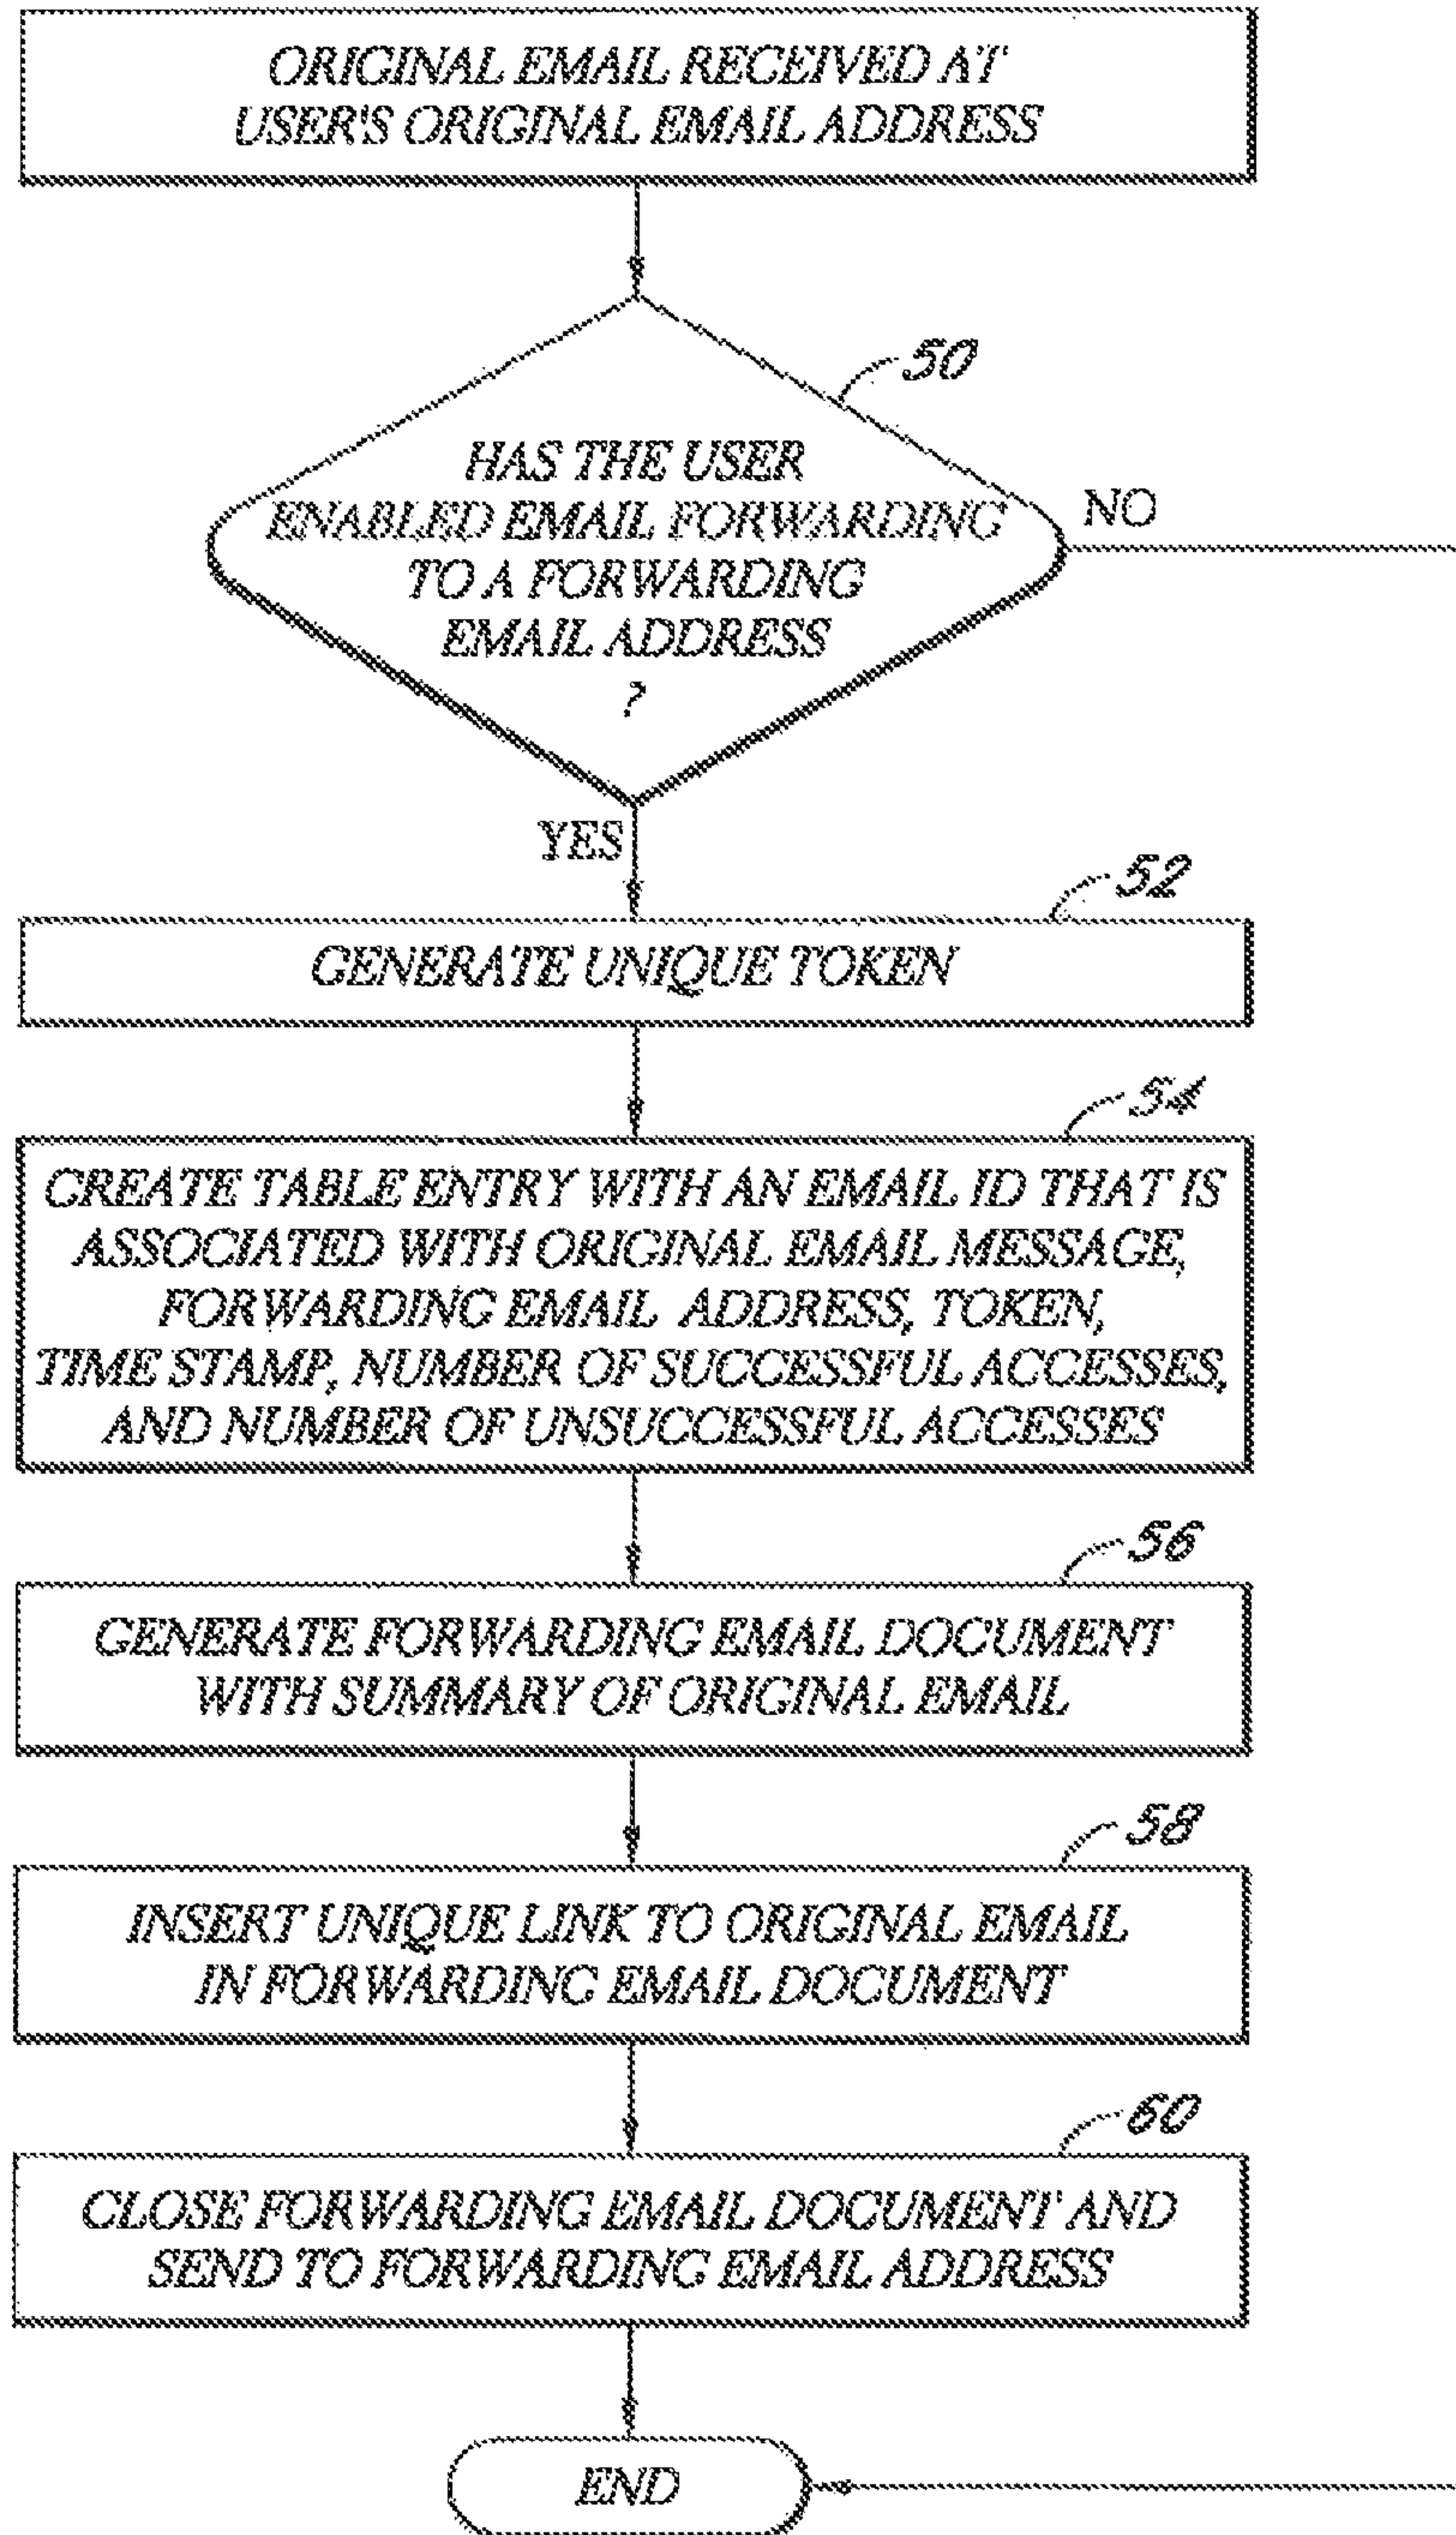 ORIGINAL EMAIL RECEIVED AT
USER'S ORIGINAL EMAIL ADDRESS
50
HAS THE USER
ENABLED EMAIL FORWARDING
TO A FORWARDING
EMAIL ADDRESS
?
NO
YES
52
GENERATE UNIQUE TOKEN
54
CREATE TABLE ENTRY WITH AN EMAIL ID THAT IS
ASSOCIATED WITH ORIGINAL EMAIL MESSAGE,
FORWARDING EMAIL ADDRESS, TOKEN,
TIME STAMP, NUMBER OF SUCCESSFUL ACCESSES,
AND NUMBER OF UNSUCCESSFUL ACCESSES
56
GENERATE FORWARDING EMAIL DOCUMENT
WITH SUMMARY OF ORIGINAL EMAIL
58
INSERT UNIQUE LINK TO ORIGINAL EMAIL
IN FORWARDING EMAIL DOCUMENT
60
CLOSE FORWARDING EMAIL DOCUMENT AND
SEND TO FORWARDING EMAIL ADDRESS
END